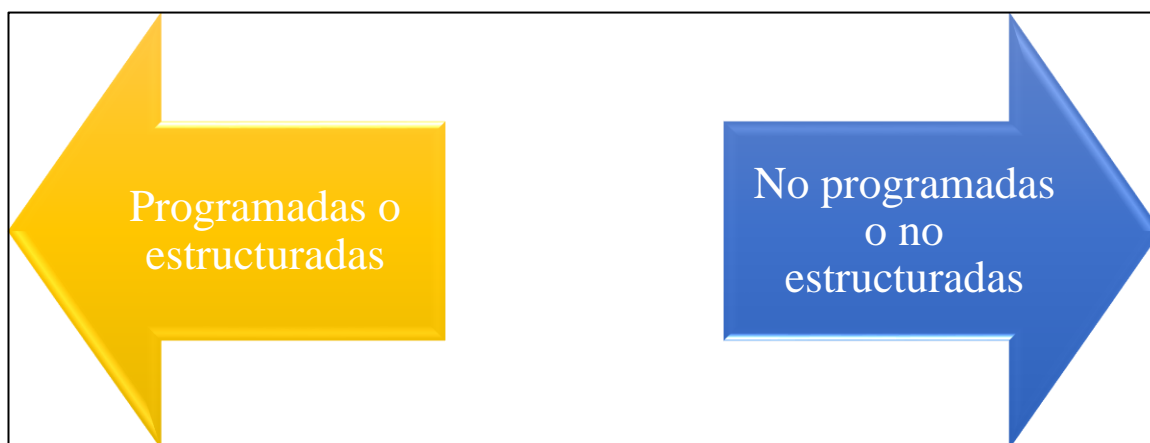 Programadas o
estructuradas
No programadas
o no
estructuradas